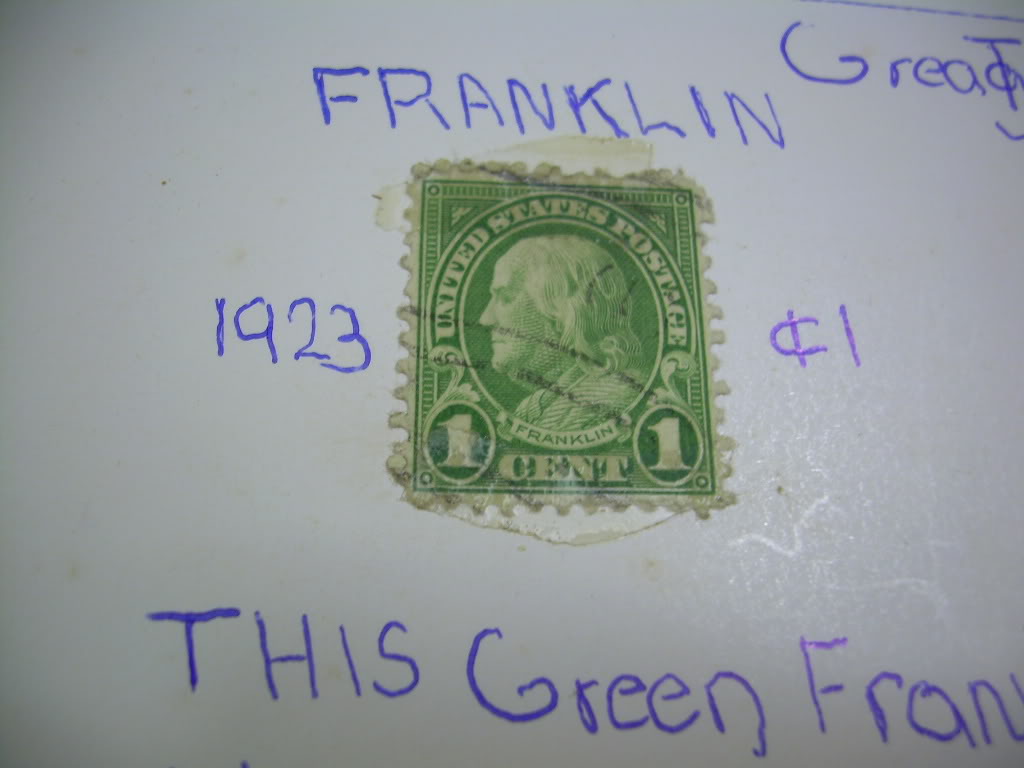 FRANKLIN
UNITED STATES POSTAGE
1923
¢1
FRANKLIN
1 CENT 1
THIS Green